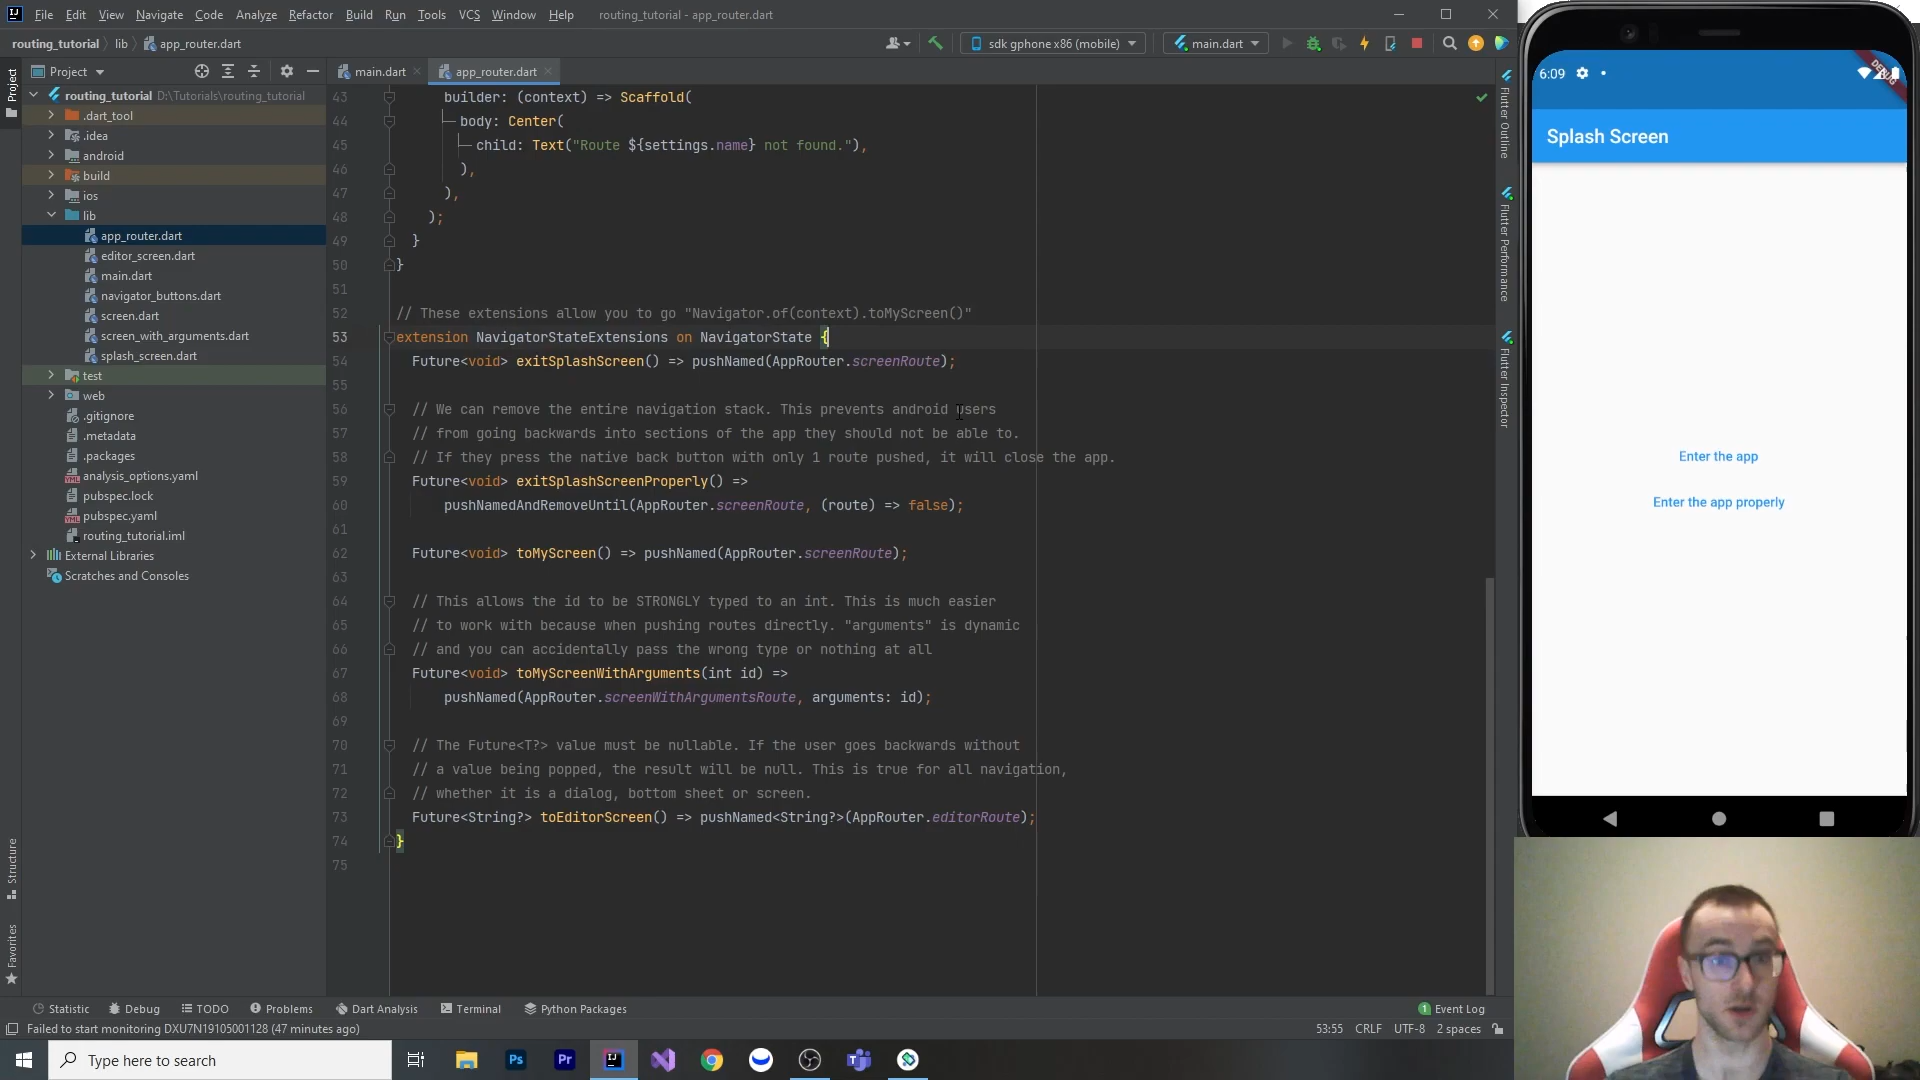 File Edit View Navigate Code Analyze Refactor Build Run Tools VCS Window Help routing_tutorial - app_router.dart
routing_tutorial lib app_router.dart
sdk gphone x86 (mobile) main.dart
Project
Project
main.dart app_router.dart
routing_tutorial D:\Tutorials\routing_tutorial
.dart_tool
.idea
android
build
ios
lib
app_router.dart
editor_screen.dart
main.dart
navigator_buttons.dart
screen.dart
screen_with_arguments.dart
splash_screen.dart
test
web
.gitignore
.metadata
.packages
analysis_options.yaml
pubspec.lock
pubspec.yaml
routing_tutorial.iml
External Libraries
Scratches and Consoles
Structure
Favorites
43 builder: (context) => Scaffold(
44 body: Center(
45 child: Text("Route ${settings.name} not found."),
46 ),
47 ),
48 );
49 }
50 }
51
52 // These extensions allow you to go "Navigator.of(context).toMyScreen()"
53 extension NavigatorStateExtensions on NavigatorState {
54 Future<void> exitSplashScreen() => pushNamed(AppRouter.screenRoute);
55
56 // We can remove the entire navigation stack. This prevents android users
57 // from going backwards into sections of the app they should not be able to.
58 // If they press the native back button with only 1 route pushed, it will close the app.
59 Future<void> exitSplashScreenProperly() =>
60 pushNamedAndRemoveUntil(AppRouter.screenRoute, (route) => false);
61
62 Future<void> toMyScreen() => pushNamed(AppRouter.screenRoute);
63
64 // This allows the id to be STRONGLY typed to an int. This is much easier
65 // to work with because when pushing routes directly. "arguments" is dynamic
66 // and you can accidentally pass the wrong type or nothing at all
67 Future<void> toMyScreenWithArguments(int id) =>
68 pushNamed(AppRouter.screenWithArgumentsRoute, arguments: id);
69
70 // The Future<T?> value must be nullable. If the user goes backwards without
71 // a value being popped, the result will be null. This is true for all navigation,
72 // whether it is a dialog, bottom sheet or screen.
73 Future<String?> toEditorScreen() => pushNamed<String?>(AppRouter.editorRoute);
74 }
75
Flutter Outline
Flutter Performance
Flutter Inspector
6:09
DEBUG
Splash Screen
Enter the app
Enter the app properly
Statistic Debug TODO Problems Dart Analysis Terminal Python Packages 1 Event Log
Failed to start monitoring DXU7N19105001128 (47 minutes ago) 53:55 CRLF UTF-8 2 spaces
Type here to search Ps Pr IJ